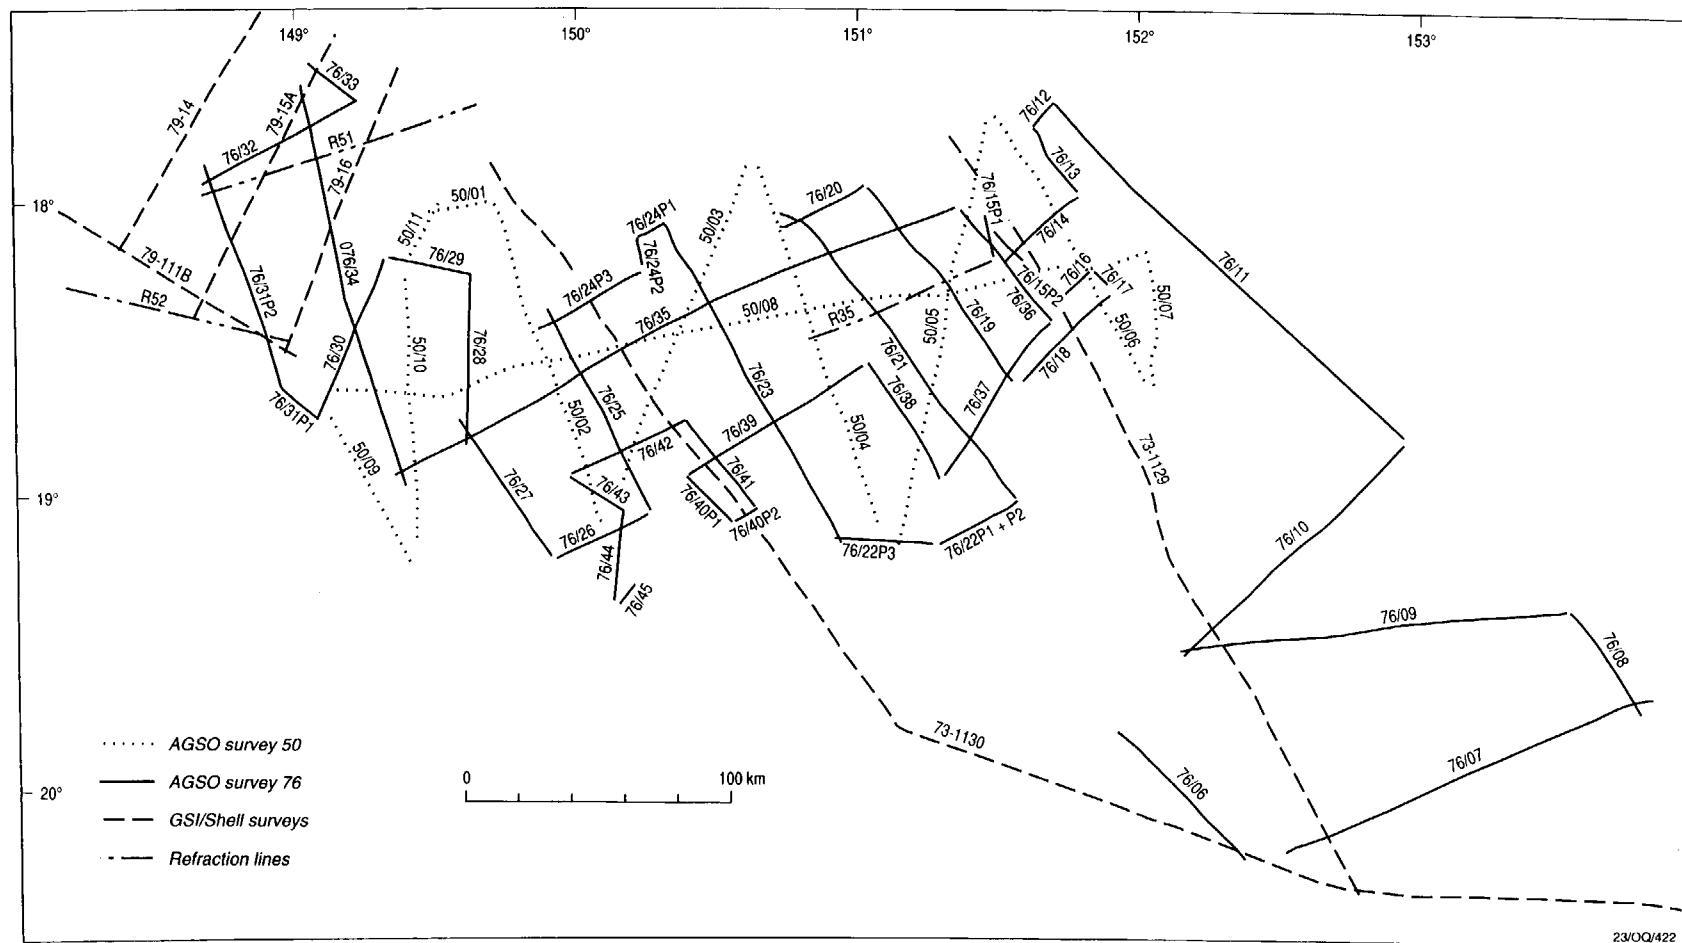 149°
150°
151°
152°
153°
76/33
79-14
79-15A
R51
76/32
79-16
76/12
76/13
76/20
50/01
76/24P1
50/03
76/15P1
18°
50/11
76/14
76/29
76/24P2
79-111B
076/34
76/31P2
76/24P3
76/16
76/17
76/11
R52
76/15P2
50/07
76/35
50/08
R35
76/36
76/19
50/05
50/06
76/30
50/10
76/28
76/21
76/18
76/23
76/25
76/38
76/37
76/31P1
50/02
76/39
50/04
50/09
76/42
73-1129
76/27
76/41
19°
76/43
76/40P1
76/40P2
76/26
76/10
76/22P3
76/22P1 + P2
76/44
76/45
76/09
76/08
73-1130
76/07
76/06
20°
AGSO survey 50
AGSO survey 76
GSI/Shell surveys
Refraction lines
0
100 km
23/OQ/422